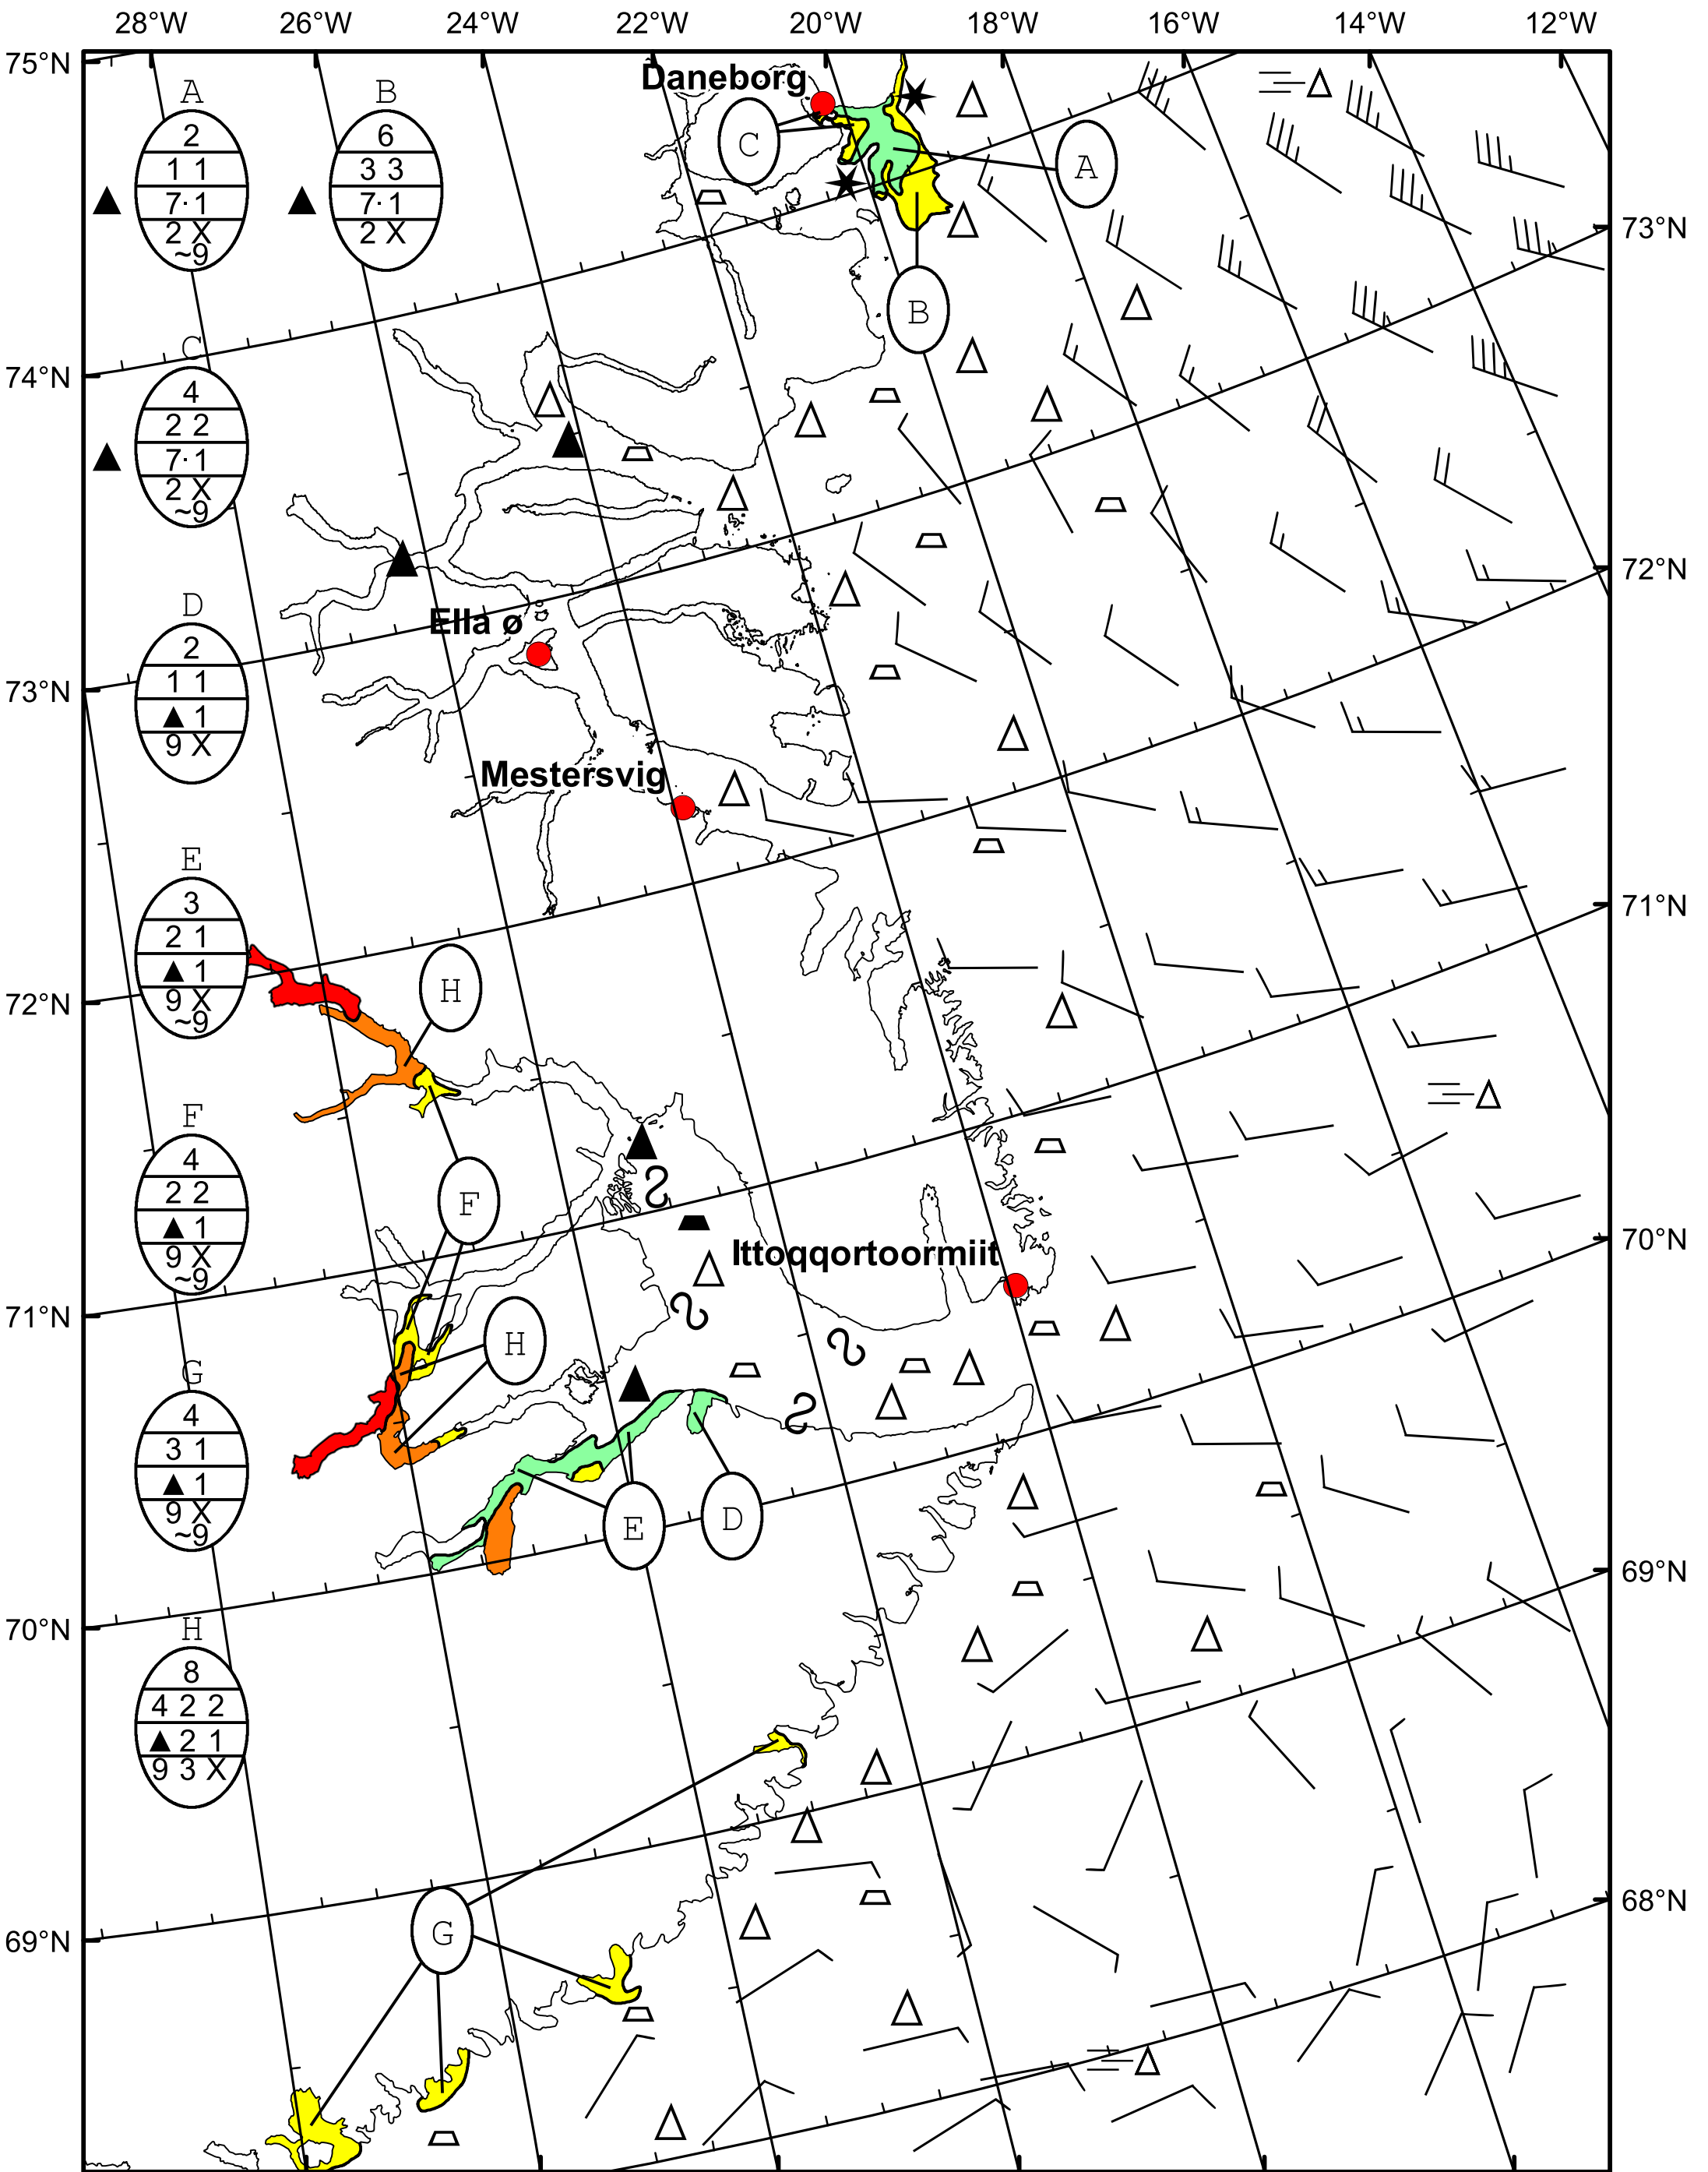 28°W 26°W 24°W 22°W 20°W 18°W 16°W 14°W 12°W
75°N
Daneborg
A B
2 6
1 1 3 3
7· 1 7· 1
2 X 2 X
~9
C
A
73°N
B
C
74°N
4
2 2
7· 1
2 X
~9
72°N
D
Ella ø
2
73°N
1 1
1
9 X
Mestersvig
E
3
71°N
2 1
1
H
72°N
9 X
~9
F
4
2 2
F
1
70°N
9 X
~9
Ittoqqortoormiit
71°N
H
G
4
3 1
1
E D
9 X
~9
69°N
70°N
H
8
4 2 2
2 1
9 3 X
68°N
G
69°N